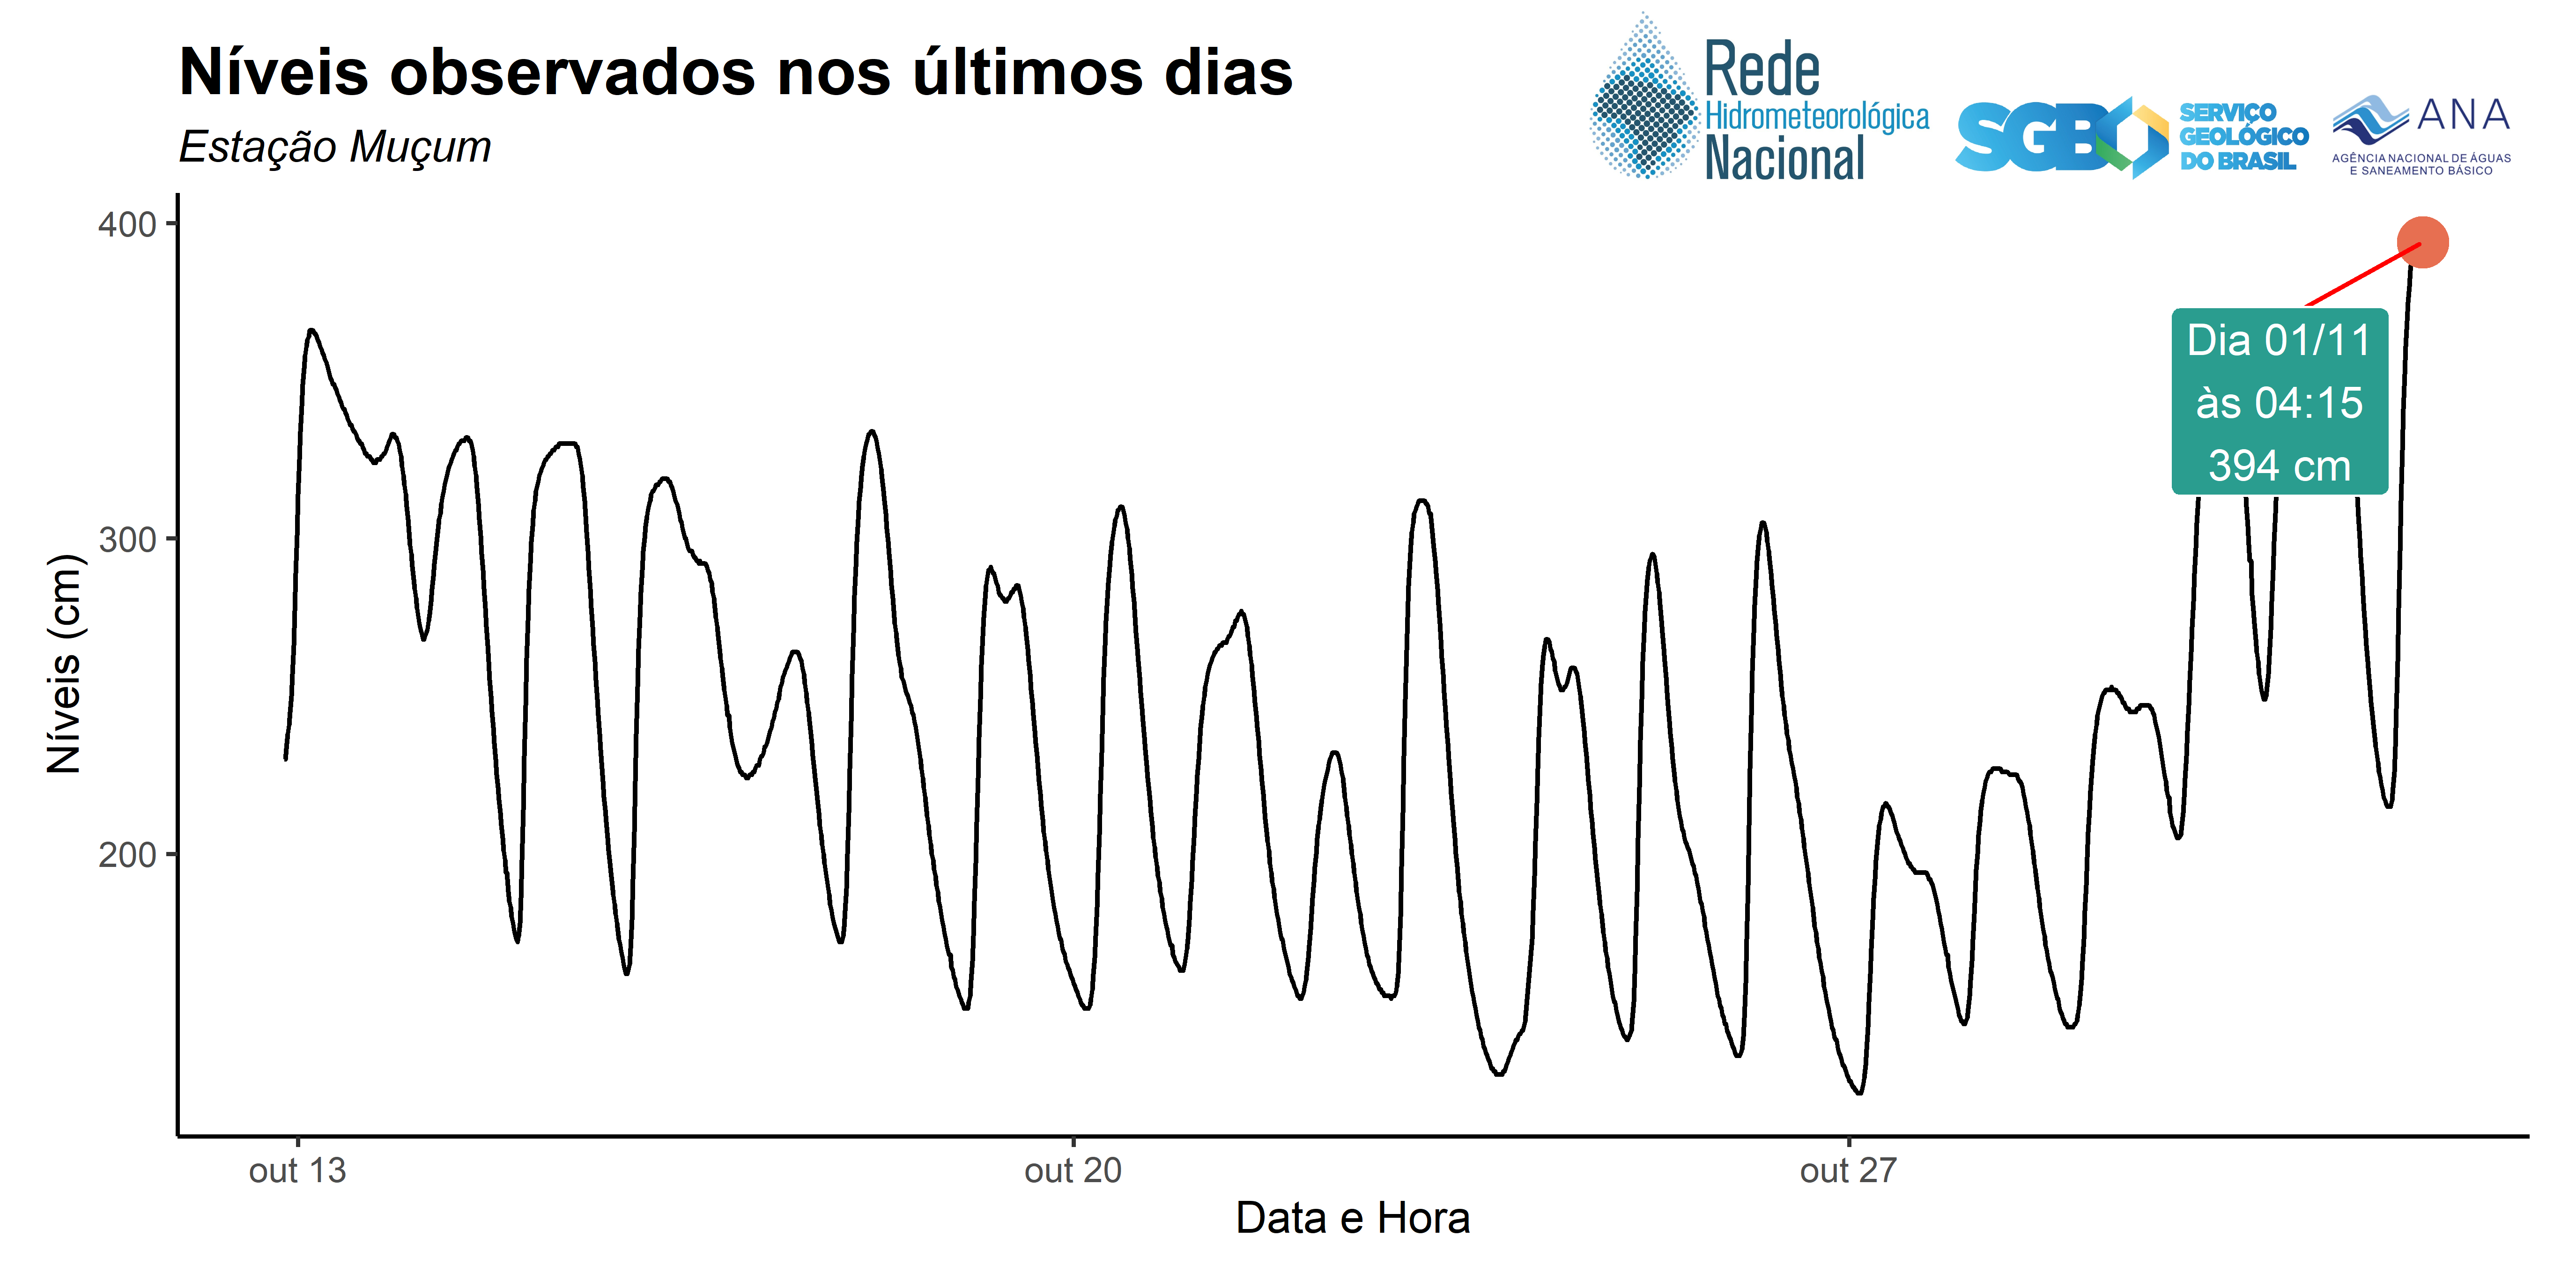 Níveis observados nos últimos dias
Estação Muçum
Rede
Hidrometeorológica
Nacional
SGB
SERVIÇO
GEOLÓGICO
DO BRASIL
ANA
AGÊNCIA NACIONAL DE ÁGUAS
E SANEAMENTO BÁSICO
400
300
200
Níveis (cm)
Dia 01/11
às 04:15
394 cm
out 13
out 20
out 27
Data e Hora